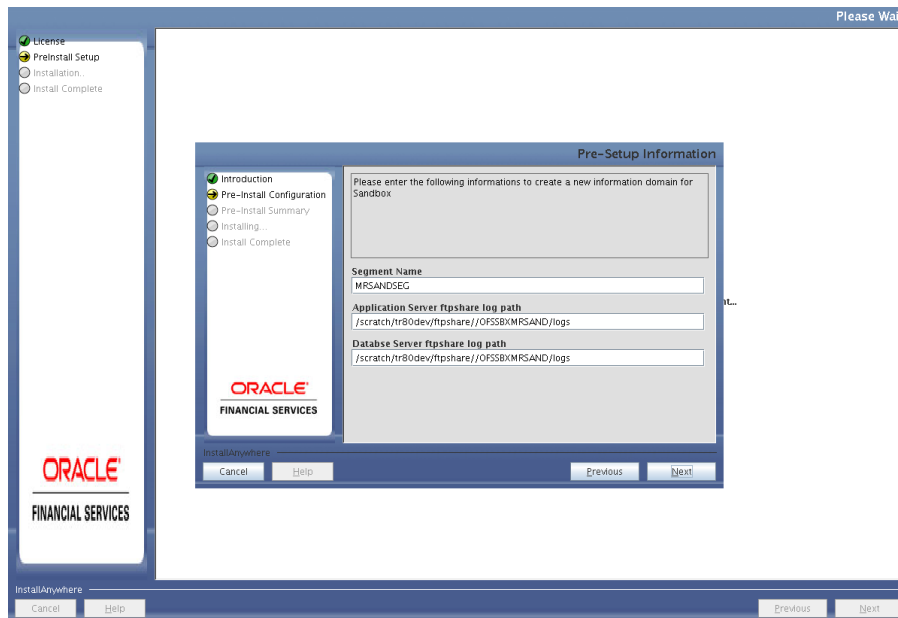 Please Wai
License
PreInstall Setup
Installation..
Install Complete
Pre-Setup Information
Introduction
Pre-Install Configuration
Pre-Install Summary
Installing...
Install Complete
Please enter the following informations to create a new information domain for
Sandbox
Segment Name
MRSANDSEG
Application Server ftpshare log path
/scratch/tr80dev/ftpshare//OFSSBXMRSAND/logs
Databse Server ftpshare log path
/scratch/tr80dev/ftpshare//OFSSBXMRSAND/logs
nt...
ORACLE'
FINANCIAL SERVICES
InstallAnywhere
Cancel Help Previous Next
ORACLE'
FINANCIAL SERVICES
InstallAnywhere
Cancel Help Previous Next